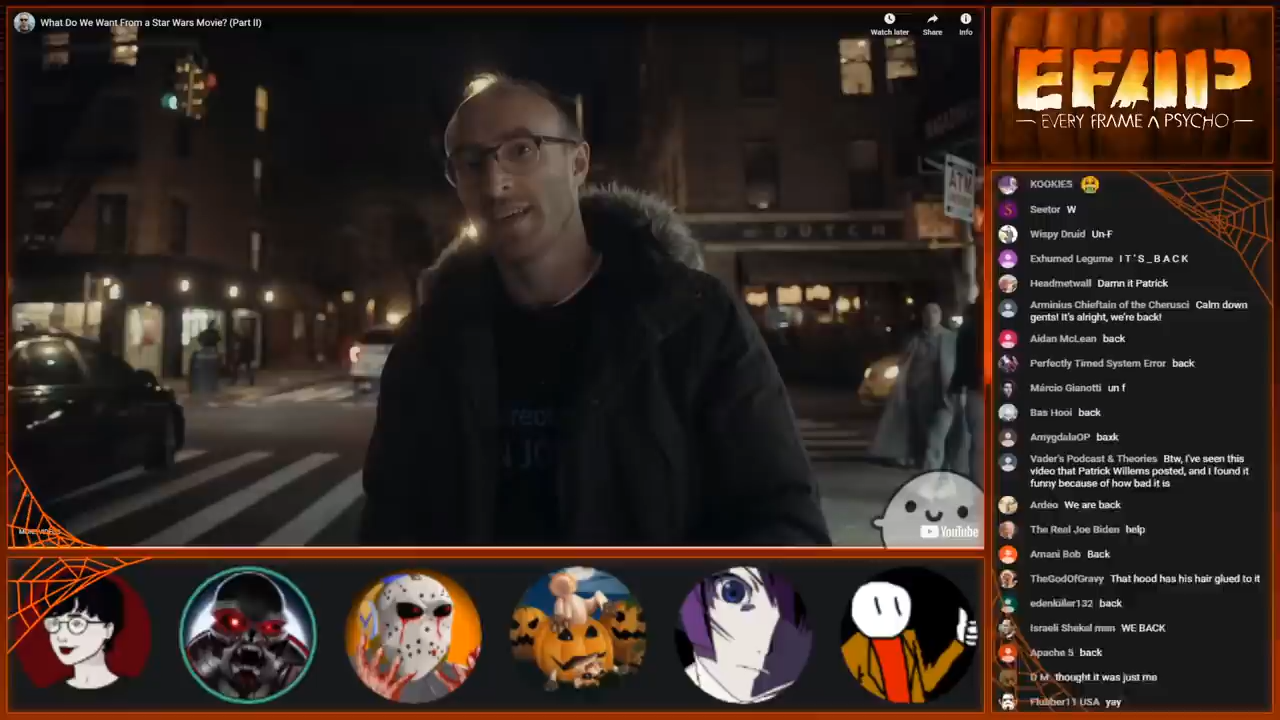 What Do We Want From a Star Wars Movie? (Part II)
Watch later
Share
Info
ATM
DUTCH
YouTube
EFAP
EVERY FRAME A PSYCHO
KOOKIES
Seetor W
Wispy Druid Un-F
Exhumed Legume I T ' S _ B A C K
Headmetwall Damn it Patrick
Arminius Chieftain of the Cherusci Calm down
gents! It's alright, we're back!
Aidan McLean back
Perfectly Timed System Error back
Márcio Gianotti un f
Bas Hooi back
AmygdalaOP baxk
Vader's Podcast & Theories Btw, I've seen this
video that Patrick Willems posted, and I found it
funny because of how bad it is
Ardeo We are back
The Real Joe Biden help
Amani Bob Back
TheGodOfGravy That hood has his hair glued to it
edenkiller132 back
Israeli Shekel man WE BACK
Apache 5 back
D M thought it was just me
Flubber11 USA yay